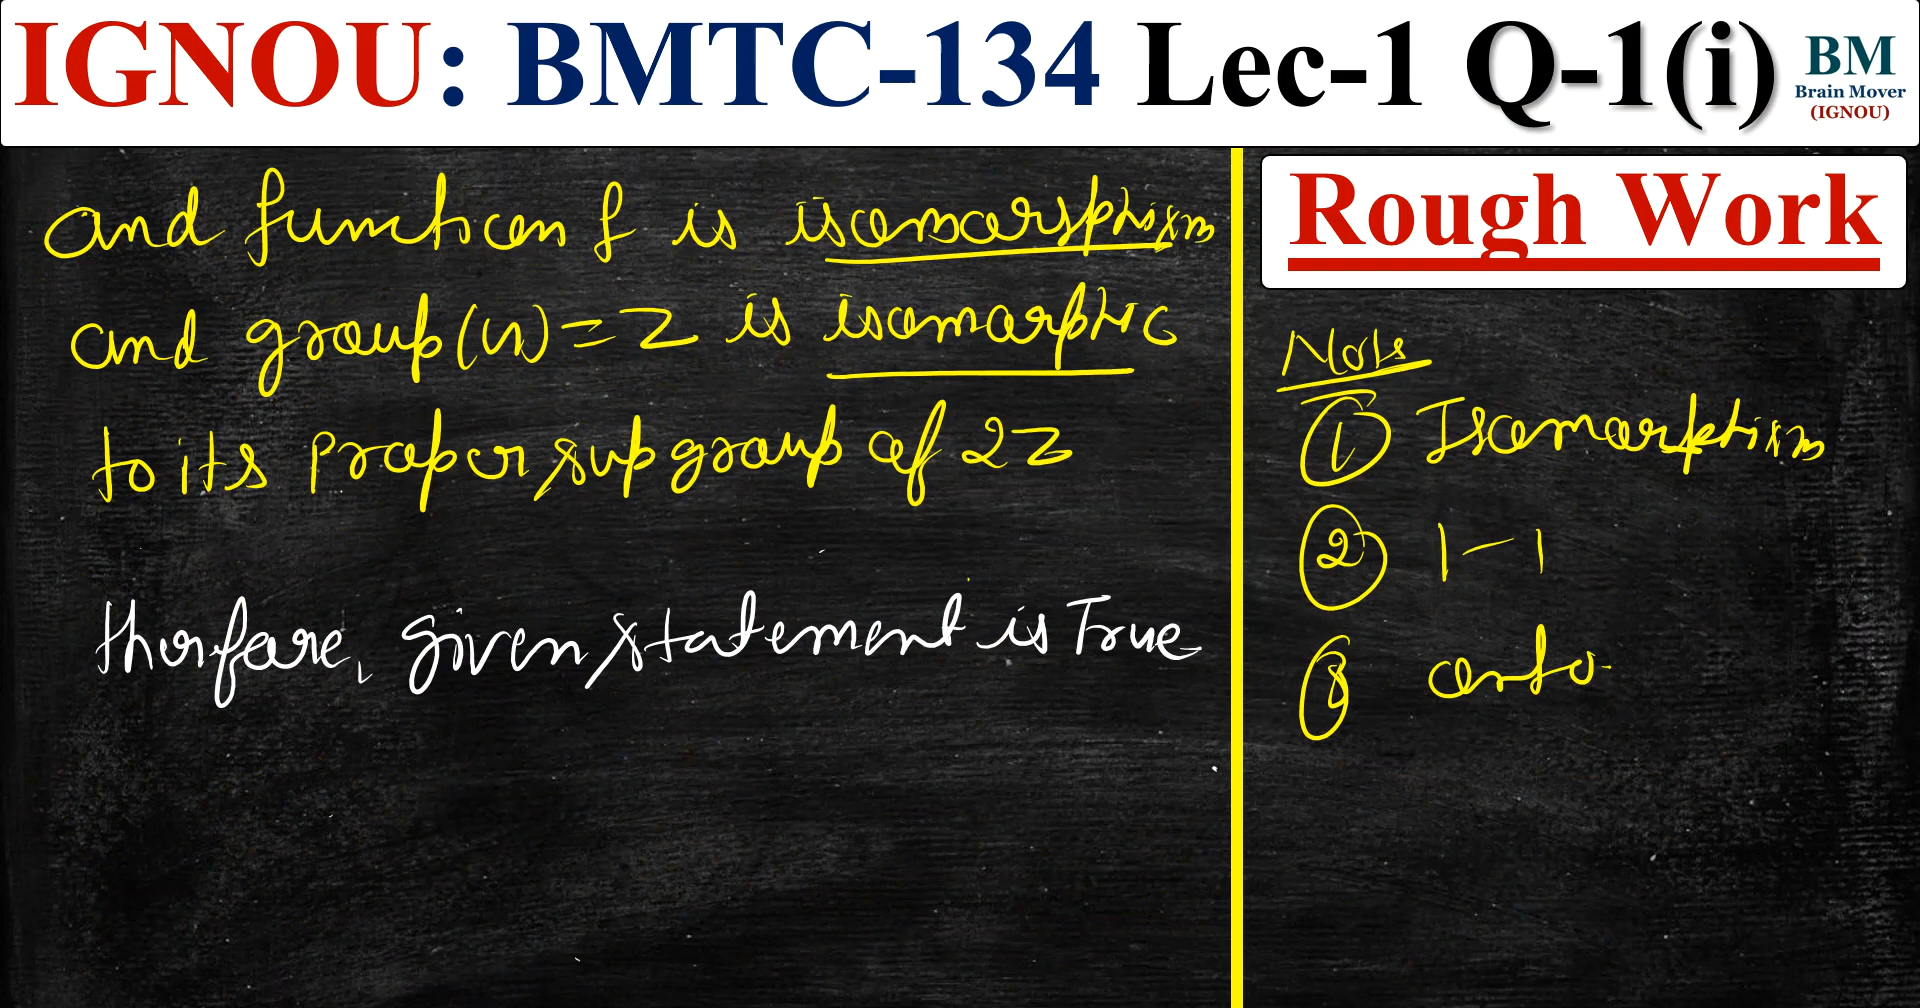 IGNOU: BMTC-134 Lec-1 Q-1(i)
BM
Brain Mover
(IGNOU)
and function f is isomorphism
and group(G) = Z is isomorphic
to its proper subgroup of 2Z
therfore, given statement is True
Rough Work
Note
① Isomorphism
② 1-1
③ onto